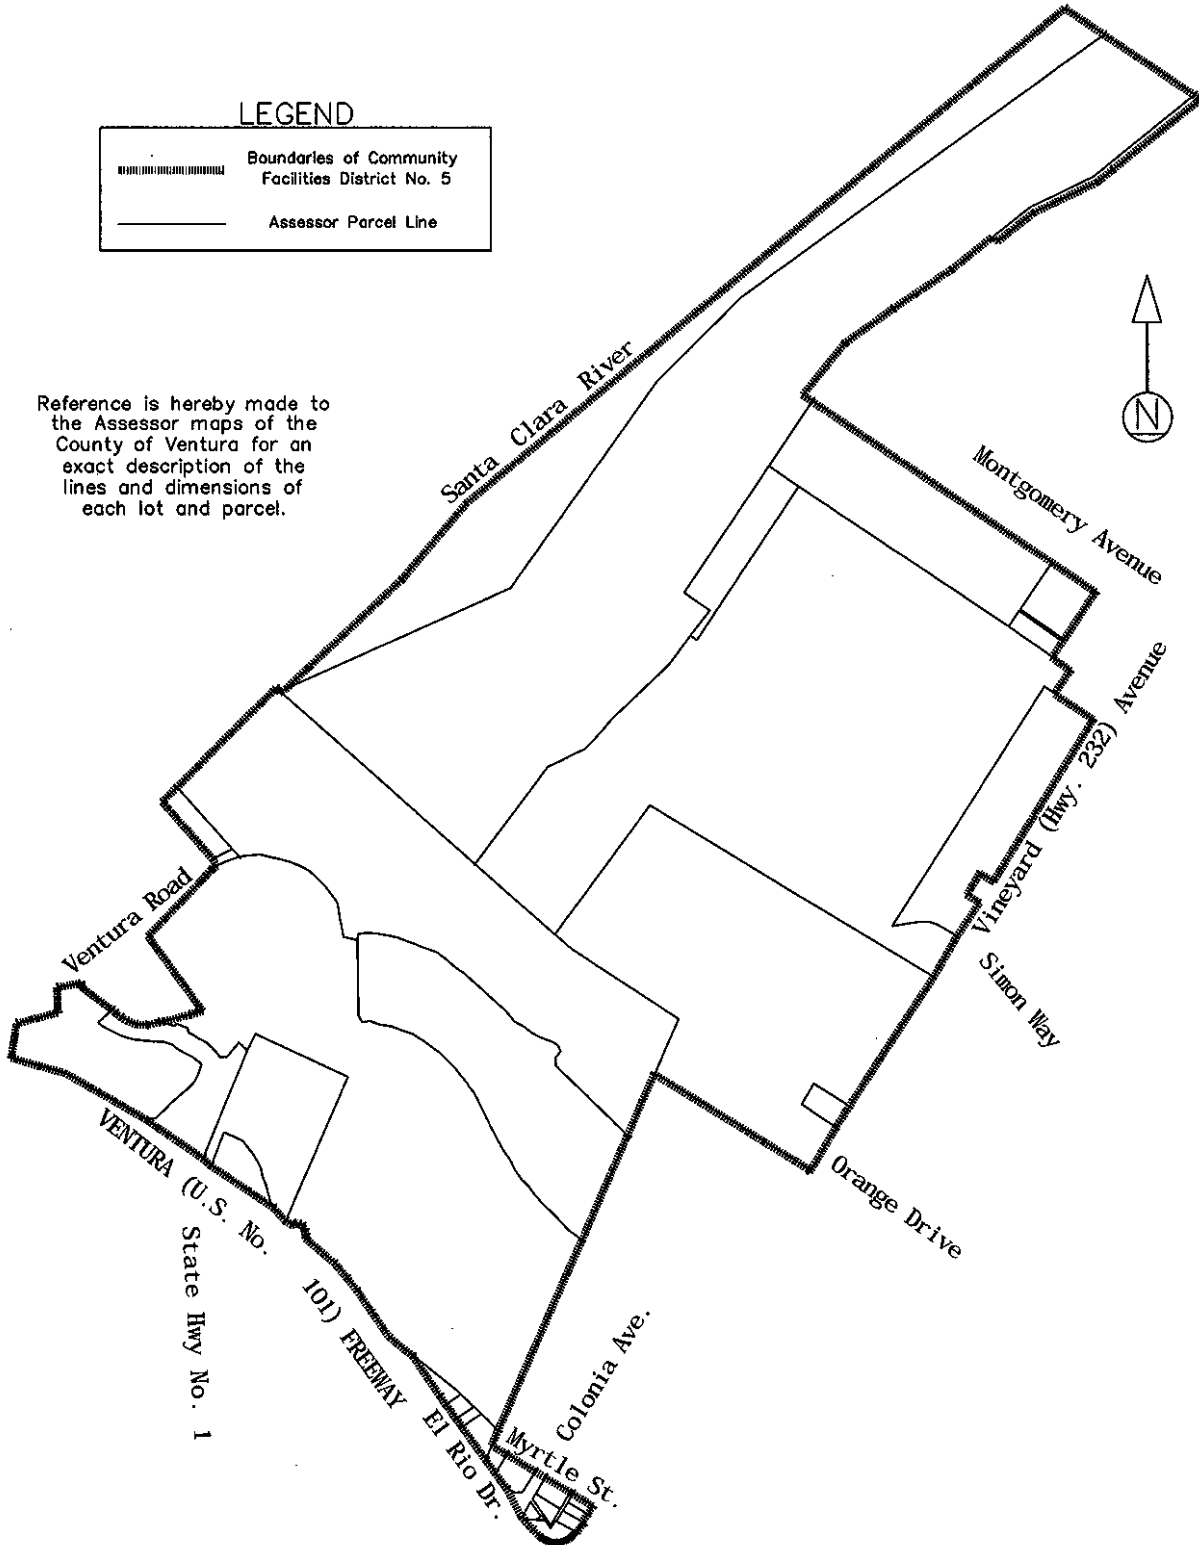 LEGEND
Boundaries of Community
Facilities District No. 5
Assessor Parcel Line
Reference is hereby made to
the Assessor maps of the
County of Ventura for an
exact description of the
lines and dimensions of
each lot and parcel.
Santa Clara River
N
Montgomery Avenue
Vineyard (Hwy. 232) Avenue
Ventura Road
Simon Way
Orange Drive
VENTURA (U.S. No. 101) FREEWAY
State Hwy No. 1
El Rio Dr.
Colonia Ave.
Myrtle St.